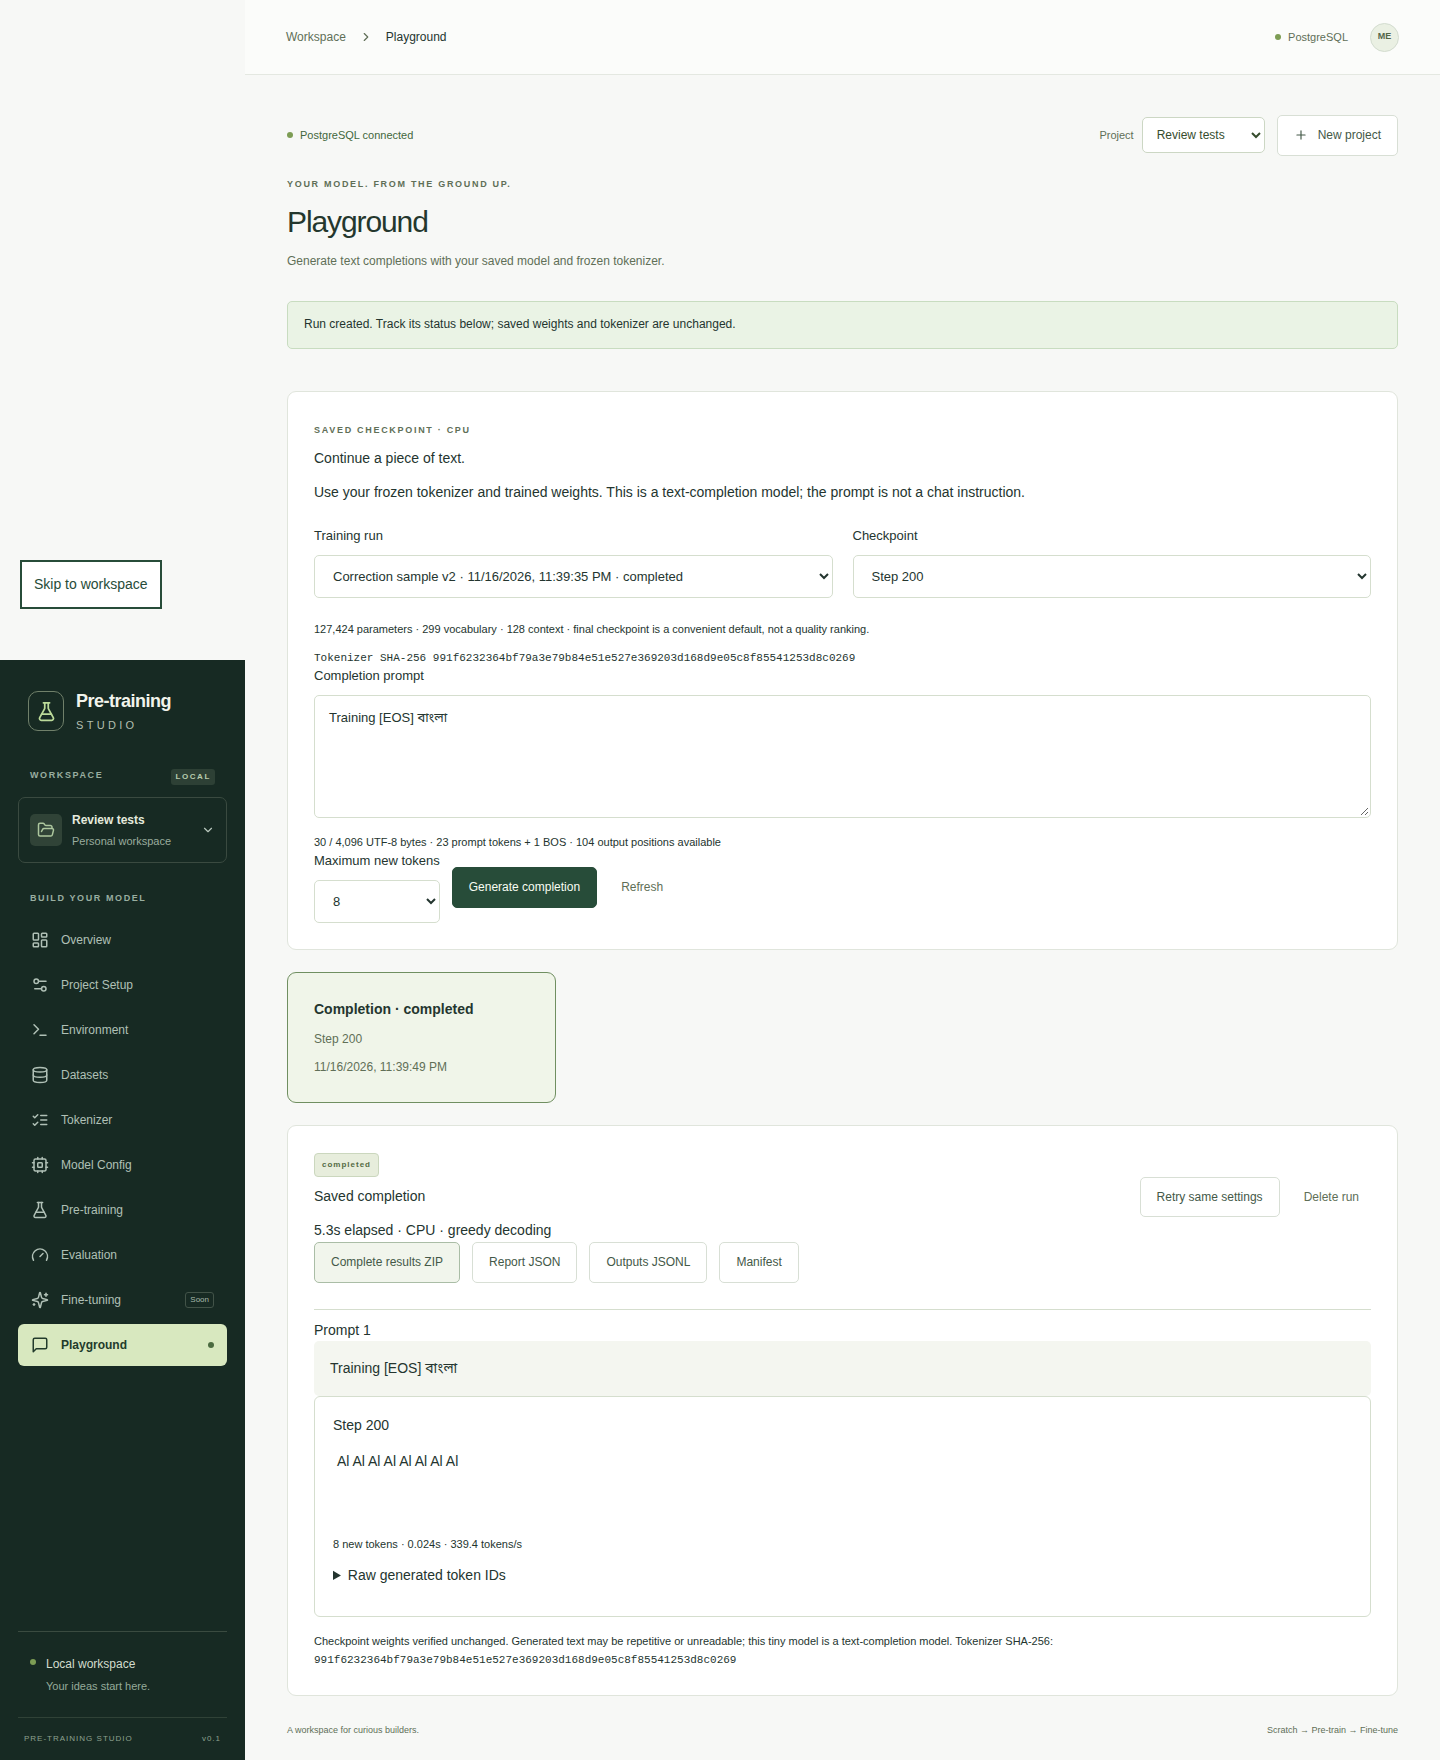 Workspace
Playground
PostgreSQL
ME
PostgreSQL connected
Project
Review tests
New project
YOUR MODEL. FROM THE GROUND UP.
Playground
Generate text completions with your saved model and frozen tokenizer.
Run created. Track its status below; saved weights and tokenizer are unchanged.
SAVED CHECKPOINT · CPU
Continue a piece of text.
Use your frozen tokenizer and trained weights. This is a text-completion model; the prompt is not a chat instruction.
Training run
Checkpoint
Correction sample v2 · 11/16/2026, 11:39:35 PM · completed
Step 200
127,424 parameters · 299 vocabulary · 128 context · final checkpoint is a convenient default, not a quality ranking.
Tokenizer SHA-256 991f6232364bf79a3e79b84e51e527e369203d168d9e05c8f85541253d8c0269
Completion prompt
Training [EOS] বাংলা
30 / 4,096 UTF-8 bytes · 23 prompt tokens + 1 BOS · 104 output positions available
Maximum new tokens
8
Generate completion
Refresh
Completion · completed
Step 200
11/16/2026, 11:39:49 PM
completed
Saved completion
5.3s elapsed · CPU · greedy decoding
Retry same settings
Delete run
Complete results ZIP
Report JSON
Outputs JSONL
Manifest
Prompt 1
Training [EOS] বাংলা
Step 200
Al Al Al Al Al Al Al Al
8 new tokens · 0.024s · 339.4 tokens/s
Raw generated token IDs
Checkpoint weights verified unchanged. Generated text may be repetitive or unreadable; this tiny model is a text-completion model. Tokenizer SHA-256:
991f6232364bf79a3e79b84e51e527e369203d168d9e05c8f85541253d8c0269
A workspace for curious builders.
Scratch → Pre-train → Fine-tune
Skip to workspace
Pre-training
STUDIO
WORKSPACE
LOCAL
Review tests
Personal workspace
BUILD YOUR MODEL
Overview
Project Setup
Environment
Datasets
Tokenizer
Model Config
Pre-training
Evaluation
Fine-tuning
Soon
Playground
Local workspace
Your ideas start here.
PRE-TRAINING STUDIO
v0.1